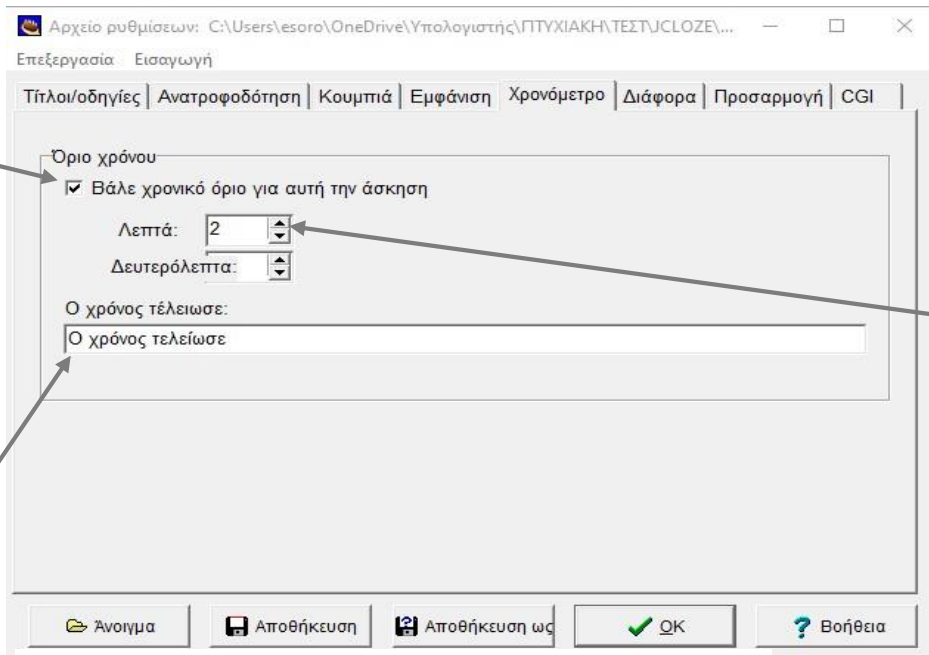 Αρχείο ρυθμίσεων: C:\Users\esoro\OneDrive\Υπολογιστής\ΠΤΥΧΙΑΚΗ\ΤΕΣΤ\JCLOZE\...
Επεξεργασία Εισαγωγή
Τίτλοι/οδηγίες Ανατροφοδότηση Κουμπιά Εμφάνιση Χρονόμετρο Διάφορα Προσαρμογή CGI
Όριο χρόνου
Βάλε χρονικό όριο για αυτή την άσκηση
Λεπτά: 2
Δευτερόλεπτα:
Ο χρόνος τέλειωσε:
Ο χρόνος τελείωσε
Άνοιγμα Αποθήκευση Αποθήκευση ως OK Βοήθεια